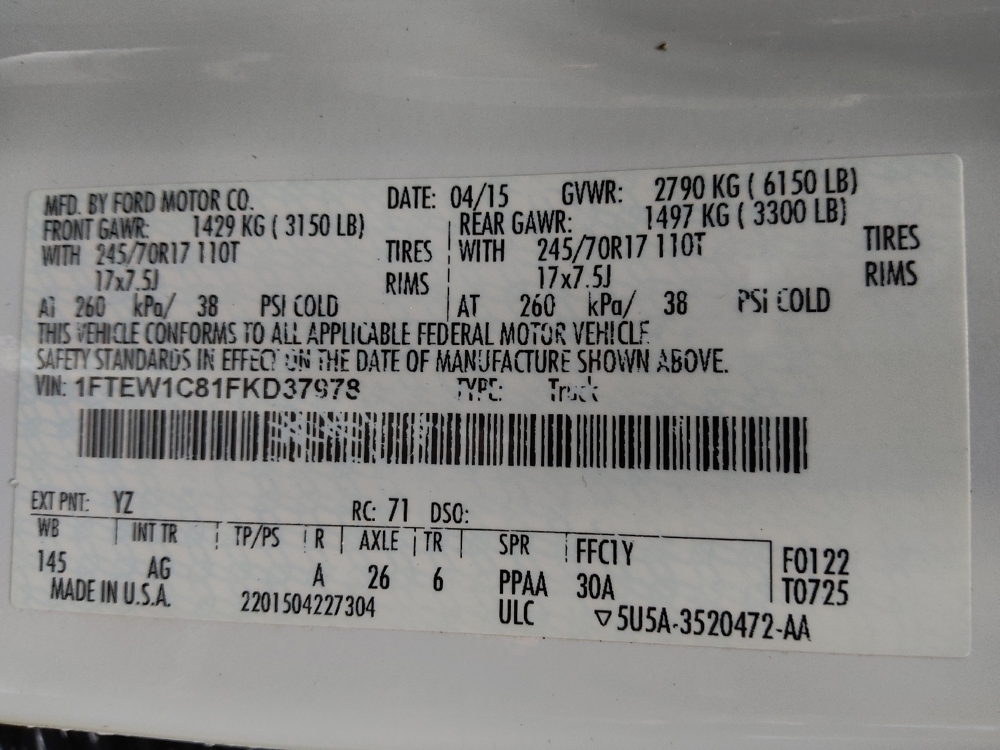 MFD. BY FORD MOTOR CO. DATE: 04/15 GVWR: 2790 KG ( 6150 LB)
FRONT GAWR: 1429 KG ( 3150 LB) REAR GAWR: 1497 KG ( 3300 LB)
WITH 245/70R17 110T TIRES WITH 245/70R17 110T TIRES
17x7.5J RIMS 17x7.5J RIMS
AT 260 kPa/ 38 PSI COLD AT 260 kPa/ 38 PSI COLD
THIS VEHICLE CONFORMS TO ALL APPLICABLE FEDERAL MOTOR VEHICLE
SAFETY STANDARDS IN EFFECT ON THE DATE OF MANUFACTURE SHOWN ABOVE.
VIN: 1FTEW1C81FKD37978 TYPE: Truck
EXT PNT: YZ RC: 71 DSO:
WB INT TR TP/PS R AXLE TR SPR FFC1Y F0122
145 AG A 26 6 PPAA 30A T0725
MADE IN U.S.A. 2201504227304 ULC ▽5U5A-3520472-AA